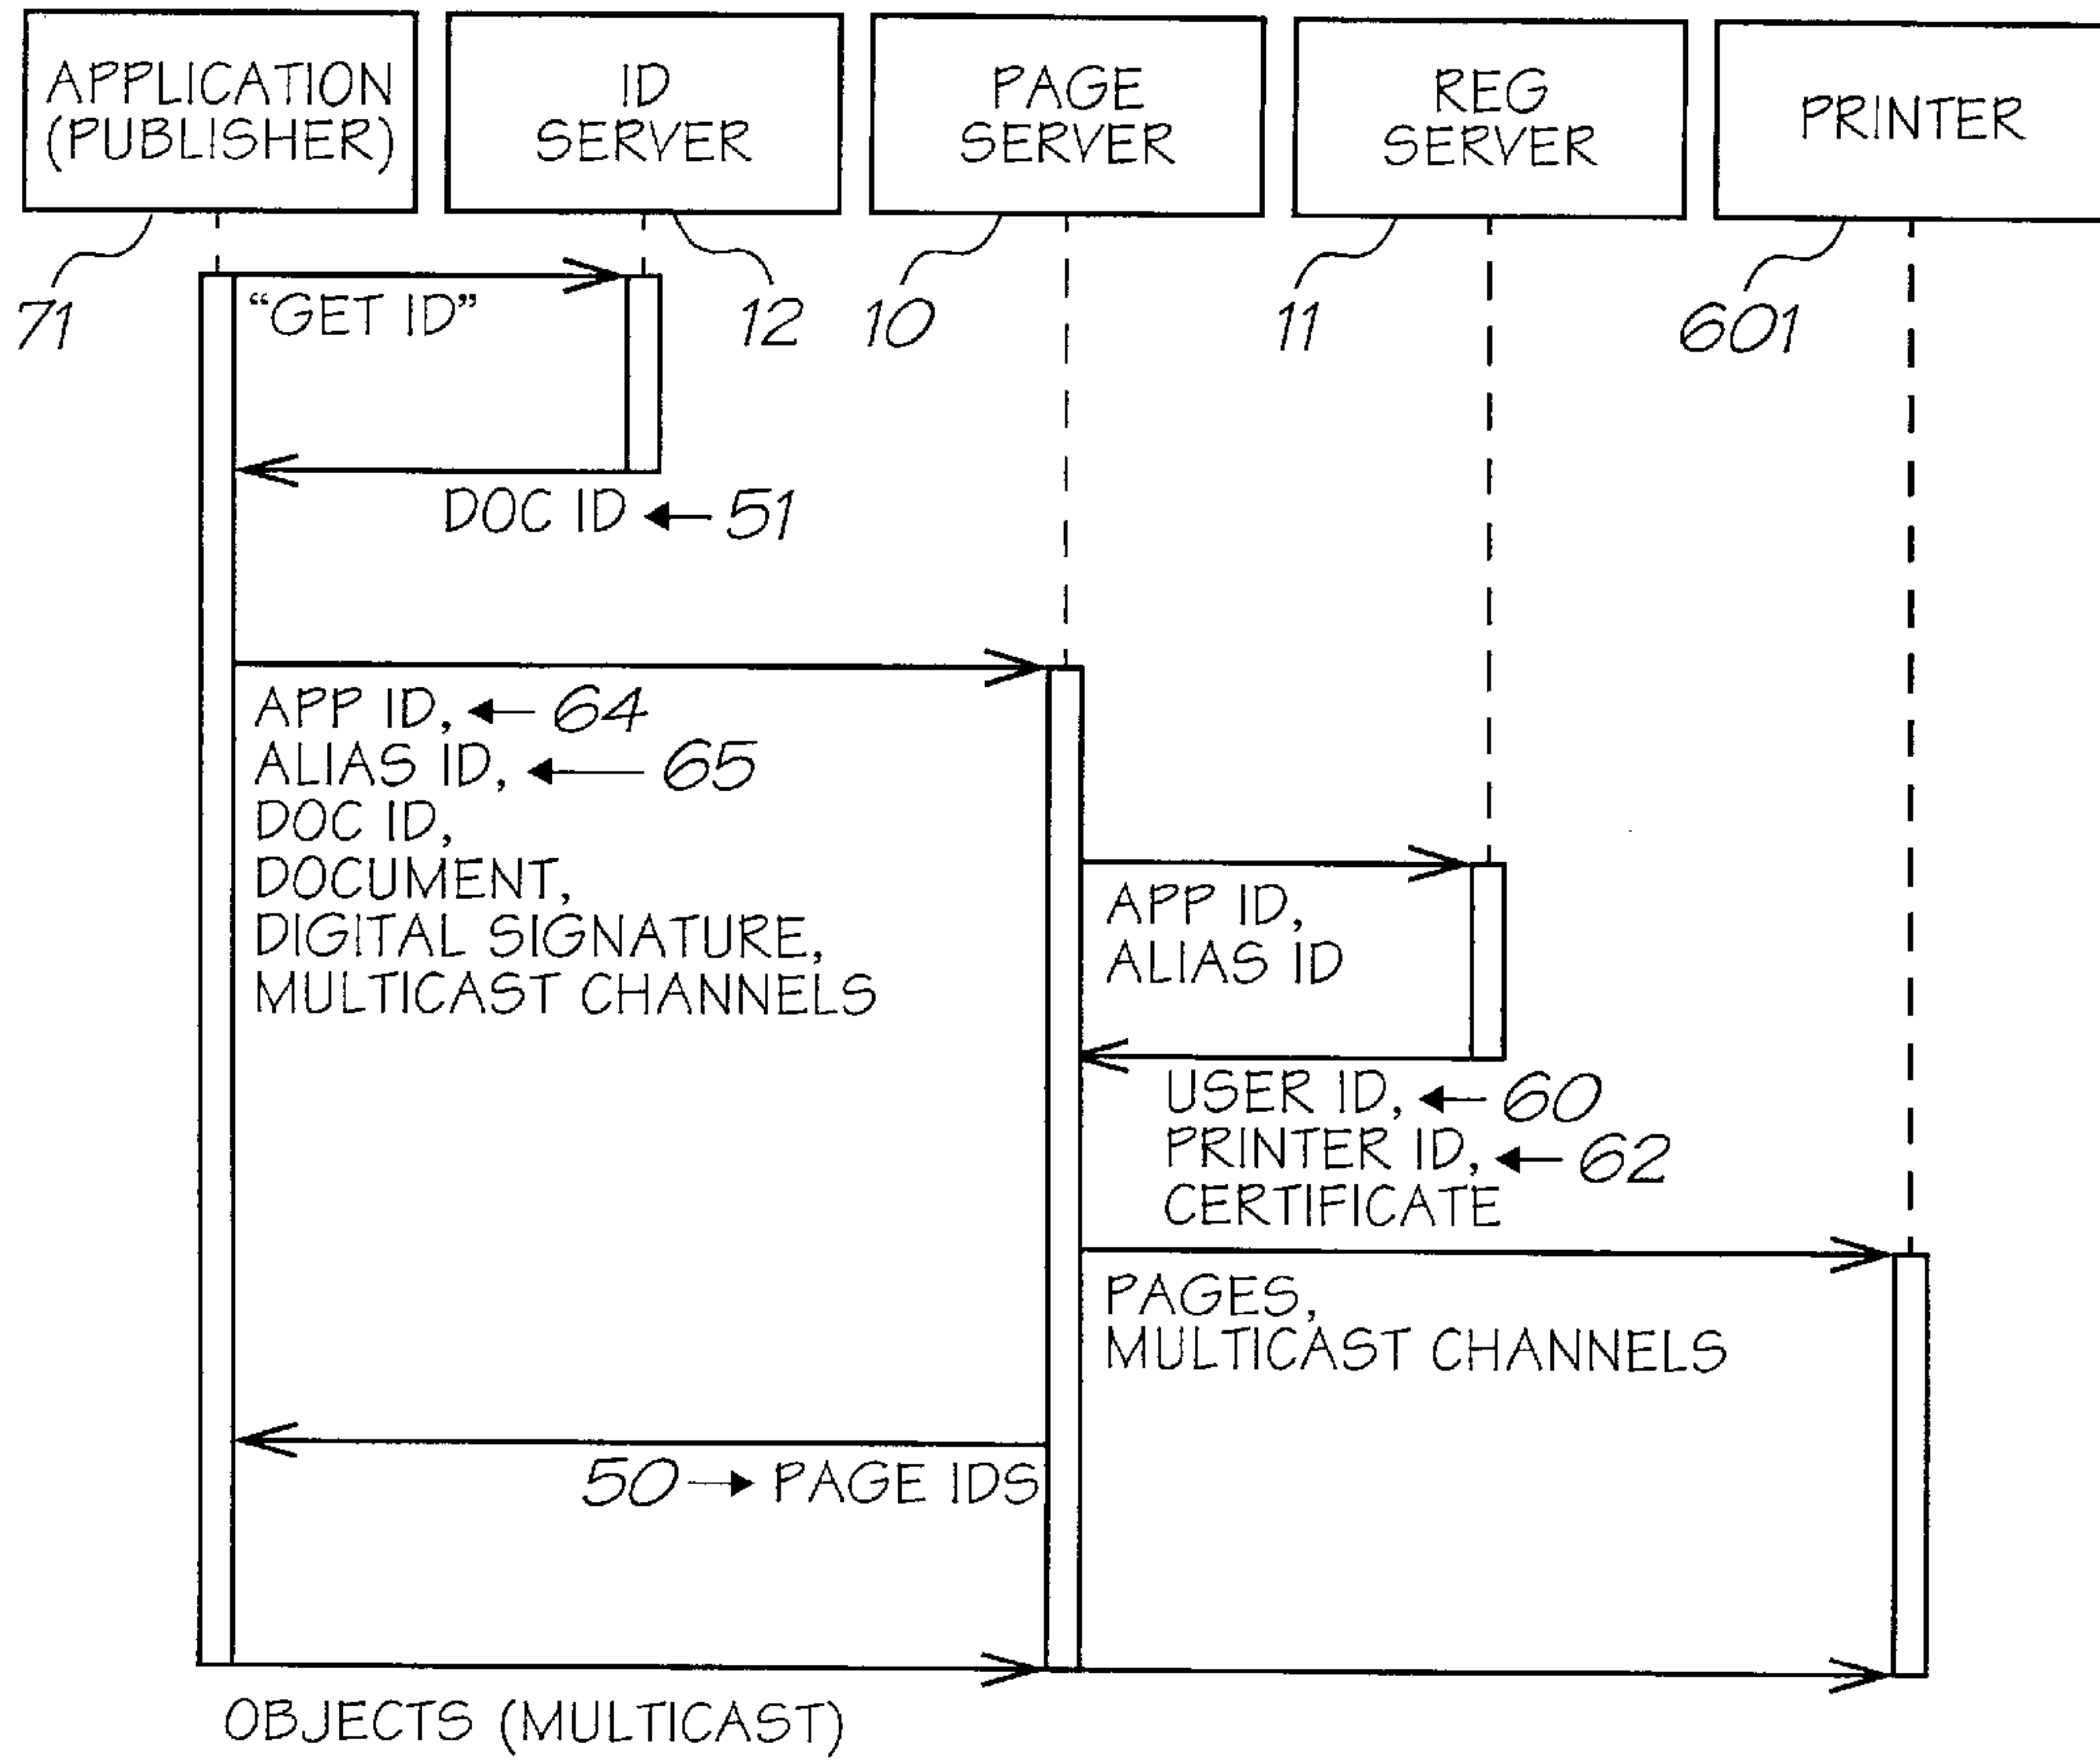 APPLICATION
(PUBLISHER)
ID
SERVER
PAGE
SERVER
REG
SERVER
PRINTER
71
12
10
11
601
“GET ID”
DOC ID 51
APP ID, 64
ALIAS ID, 65
DOC ID,
DOCUMENT,
DIGITAL SIGNATURE,
MULTICAST CHANNELS
APP ID,
ALIAS ID
USER ID, 60
PRINTER ID, 62
CERTIFICATE
PAGES,
MULTICAST CHANNELS
50 PAGE IDS
OBJECTS (MULTICAST)